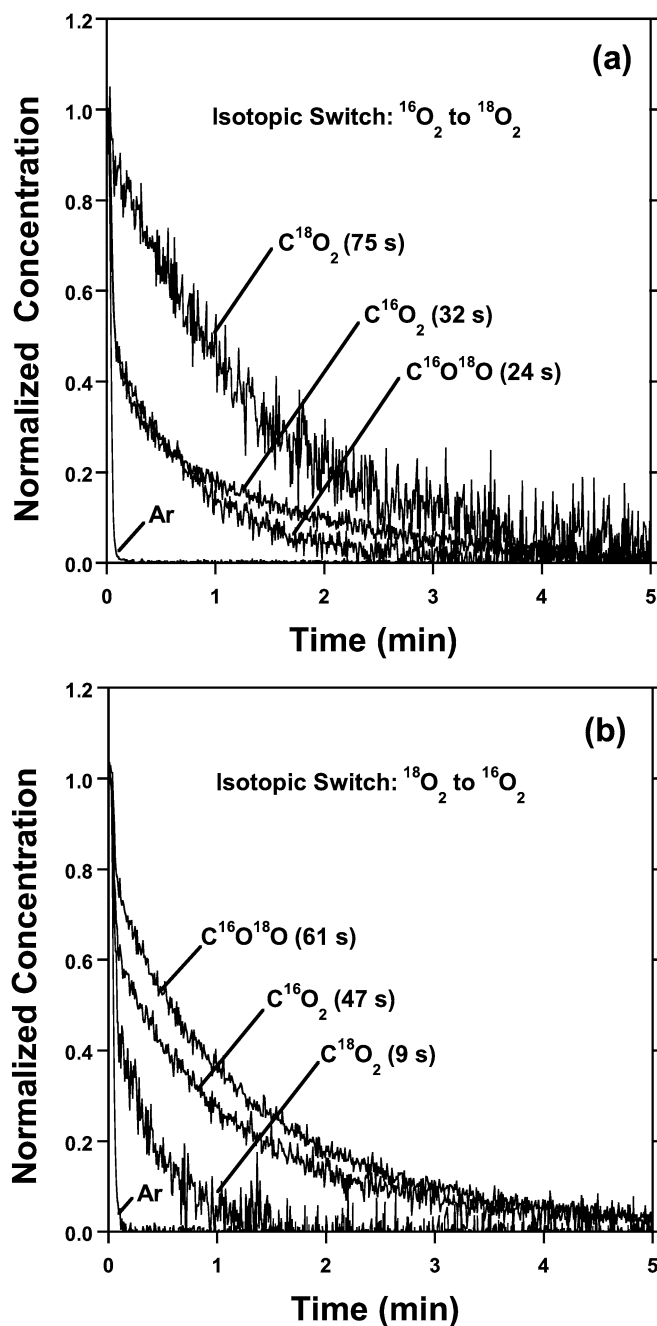 1.2
(a)
1.0
Isotopic Switch: ¹⁶O₂ to ¹⁸O₂
0.8
C¹⁸O₂ (75 s)
0.6
C¹⁶O₂ (32 s)
C¹⁶O¹⁸O (24 s)
0.4
0.2
Ar
0.0
0 1 2 3 4 5
Normalized Concentration
Time (min)
1.2
(b)
1.0
Isotopic Switch: ¹⁸O₂ to ¹⁶O₂
0.8
C¹⁶O¹⁸O (61 s)
0.6
C¹⁶O₂ (47 s)
0.4
C¹⁸O₂ (9 s)
0.2
Ar
0.0
0 1 2 3 4 5
Normalized Concentration
Time (min)